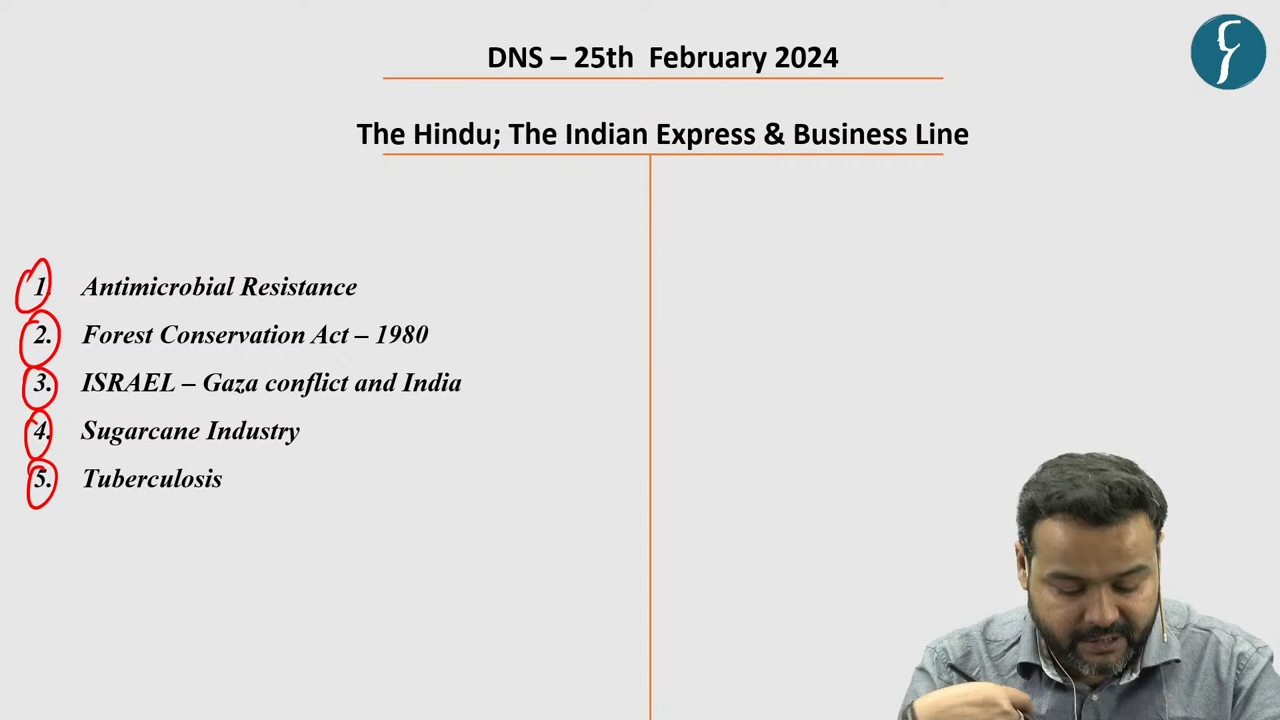 DNS – 25th February 2024
The Hindu; The Indian Express & Business Line
1. Antimicrobial Resistance
2. Forest Conservation Act – 1980
3. ISRAEL – Gaza conflict and India
4. Sugarcane Industry
5. Tuberculosis